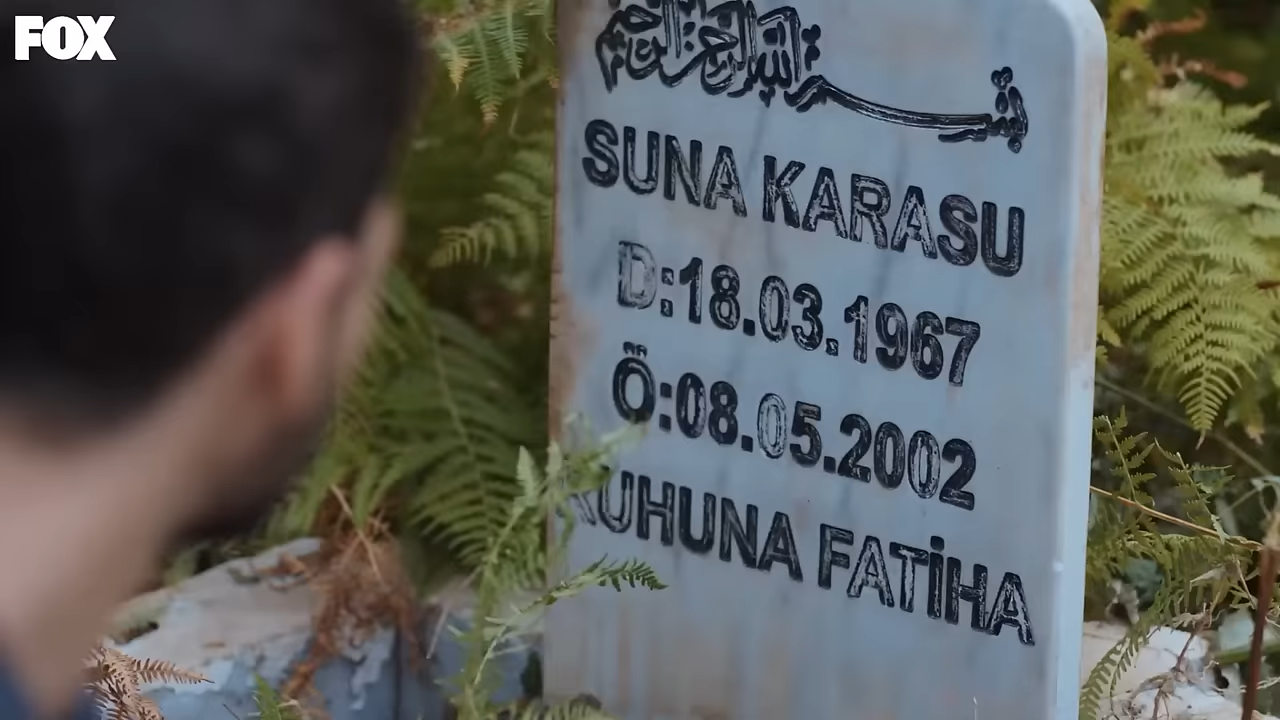 FOX
بسم الله الرحمن الرحيم
SUNA KARASU
D:18.03.1967
Ö:08.05.2002
RUHUNA FATİHA